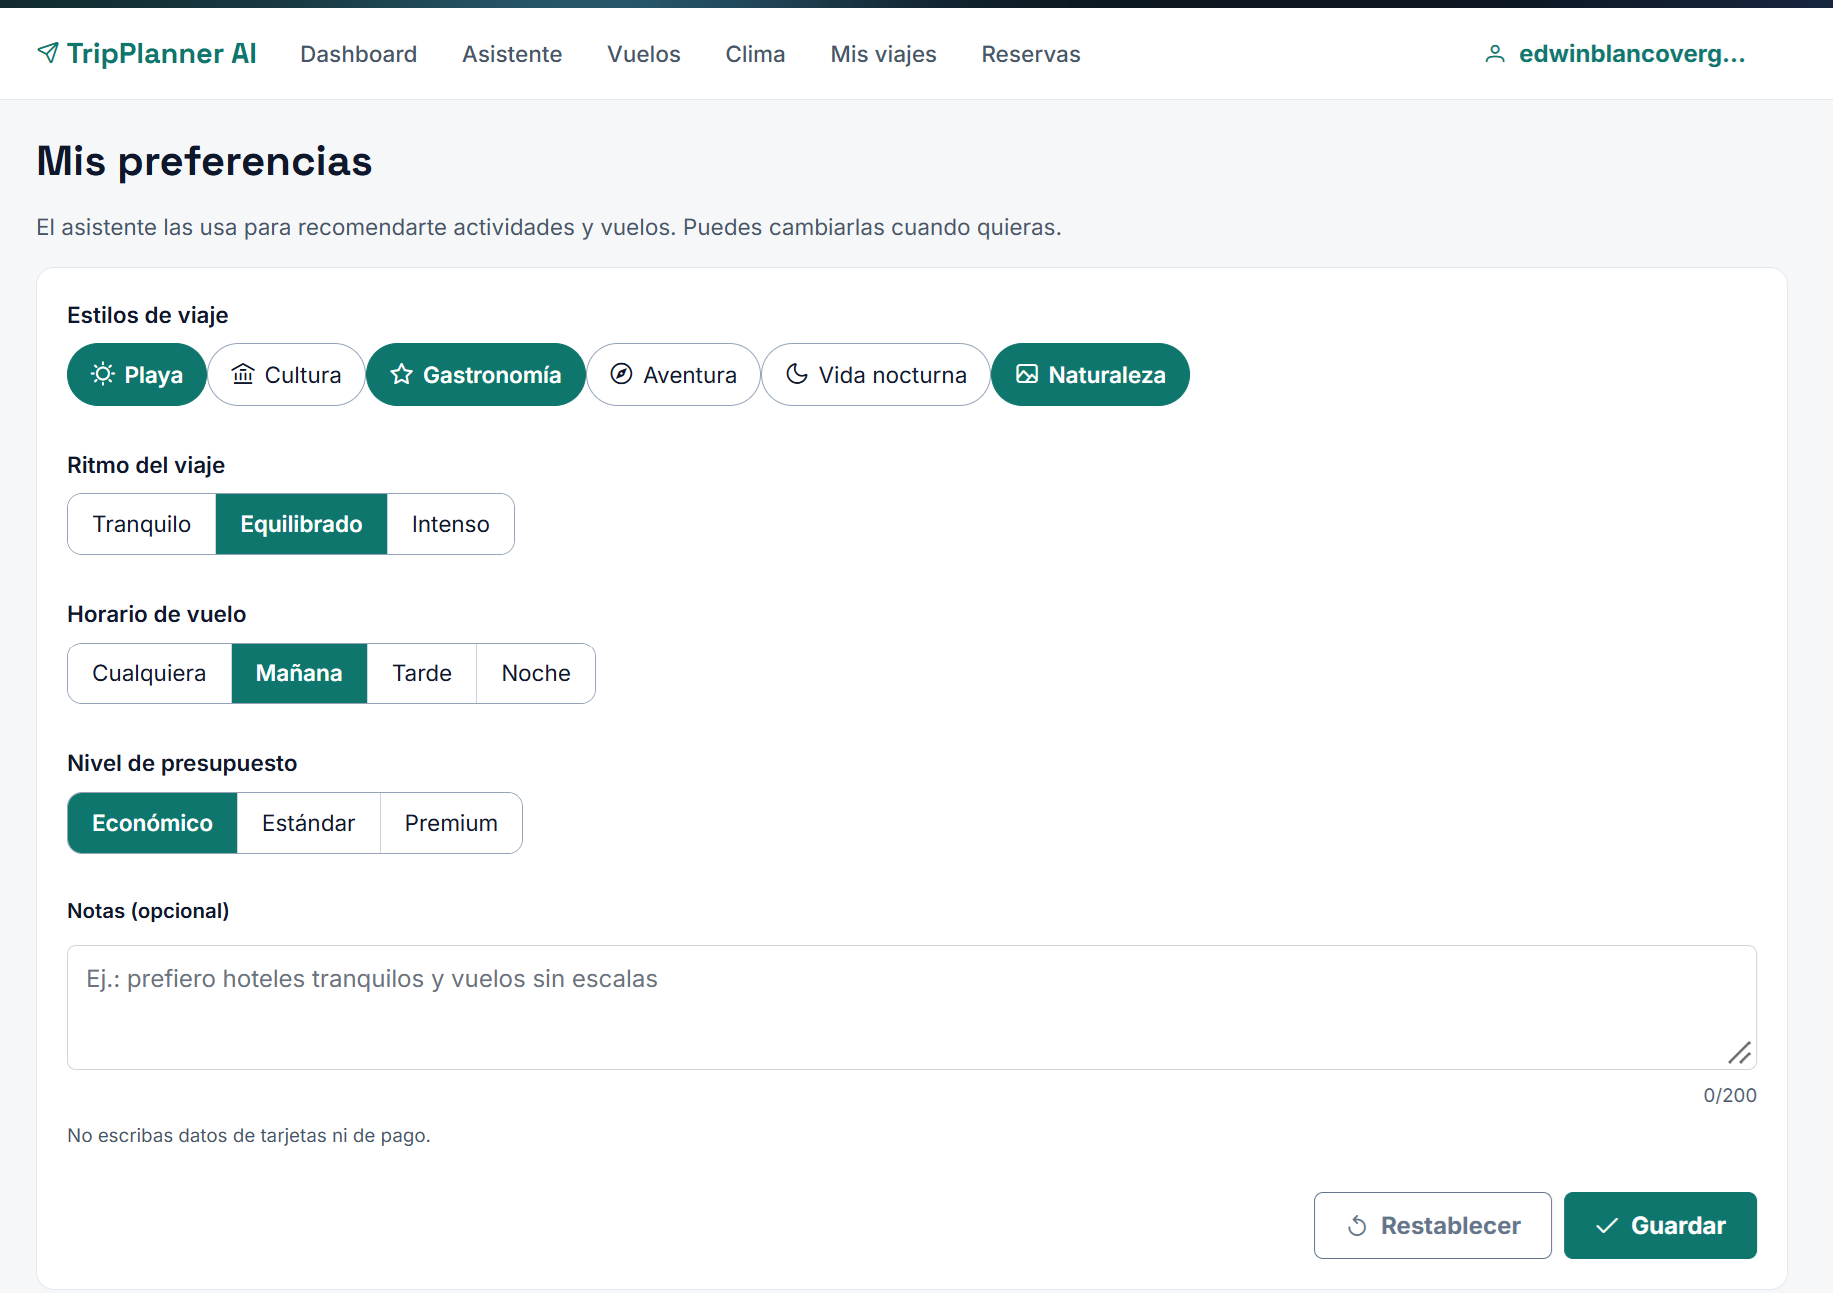 TripPlanner AI Dashboard Asistente Vuelos Clima Mis viajes Reservas edwinblancoverg...
Mis preferencias
El asistente las usa para recomendarte actividades y vuelos. Puedes cambiarlas cuando quieras.
Estilos de viaje
Playa Cultura Gastronomía Aventura Vida nocturna Naturaleza
Ritmo del viaje
Tranquilo Equilibrado Intenso
Horario de vuelo
Cualquiera Mañana Tarde Noche
Nivel de presupuesto
Económico Estándar Premium
Notas (opcional)
Ej.: prefiero hoteles tranquilos y vuelos sin escalas
0/200
No escribas datos de tarjetas ni de pago.
Restablecer Guardar